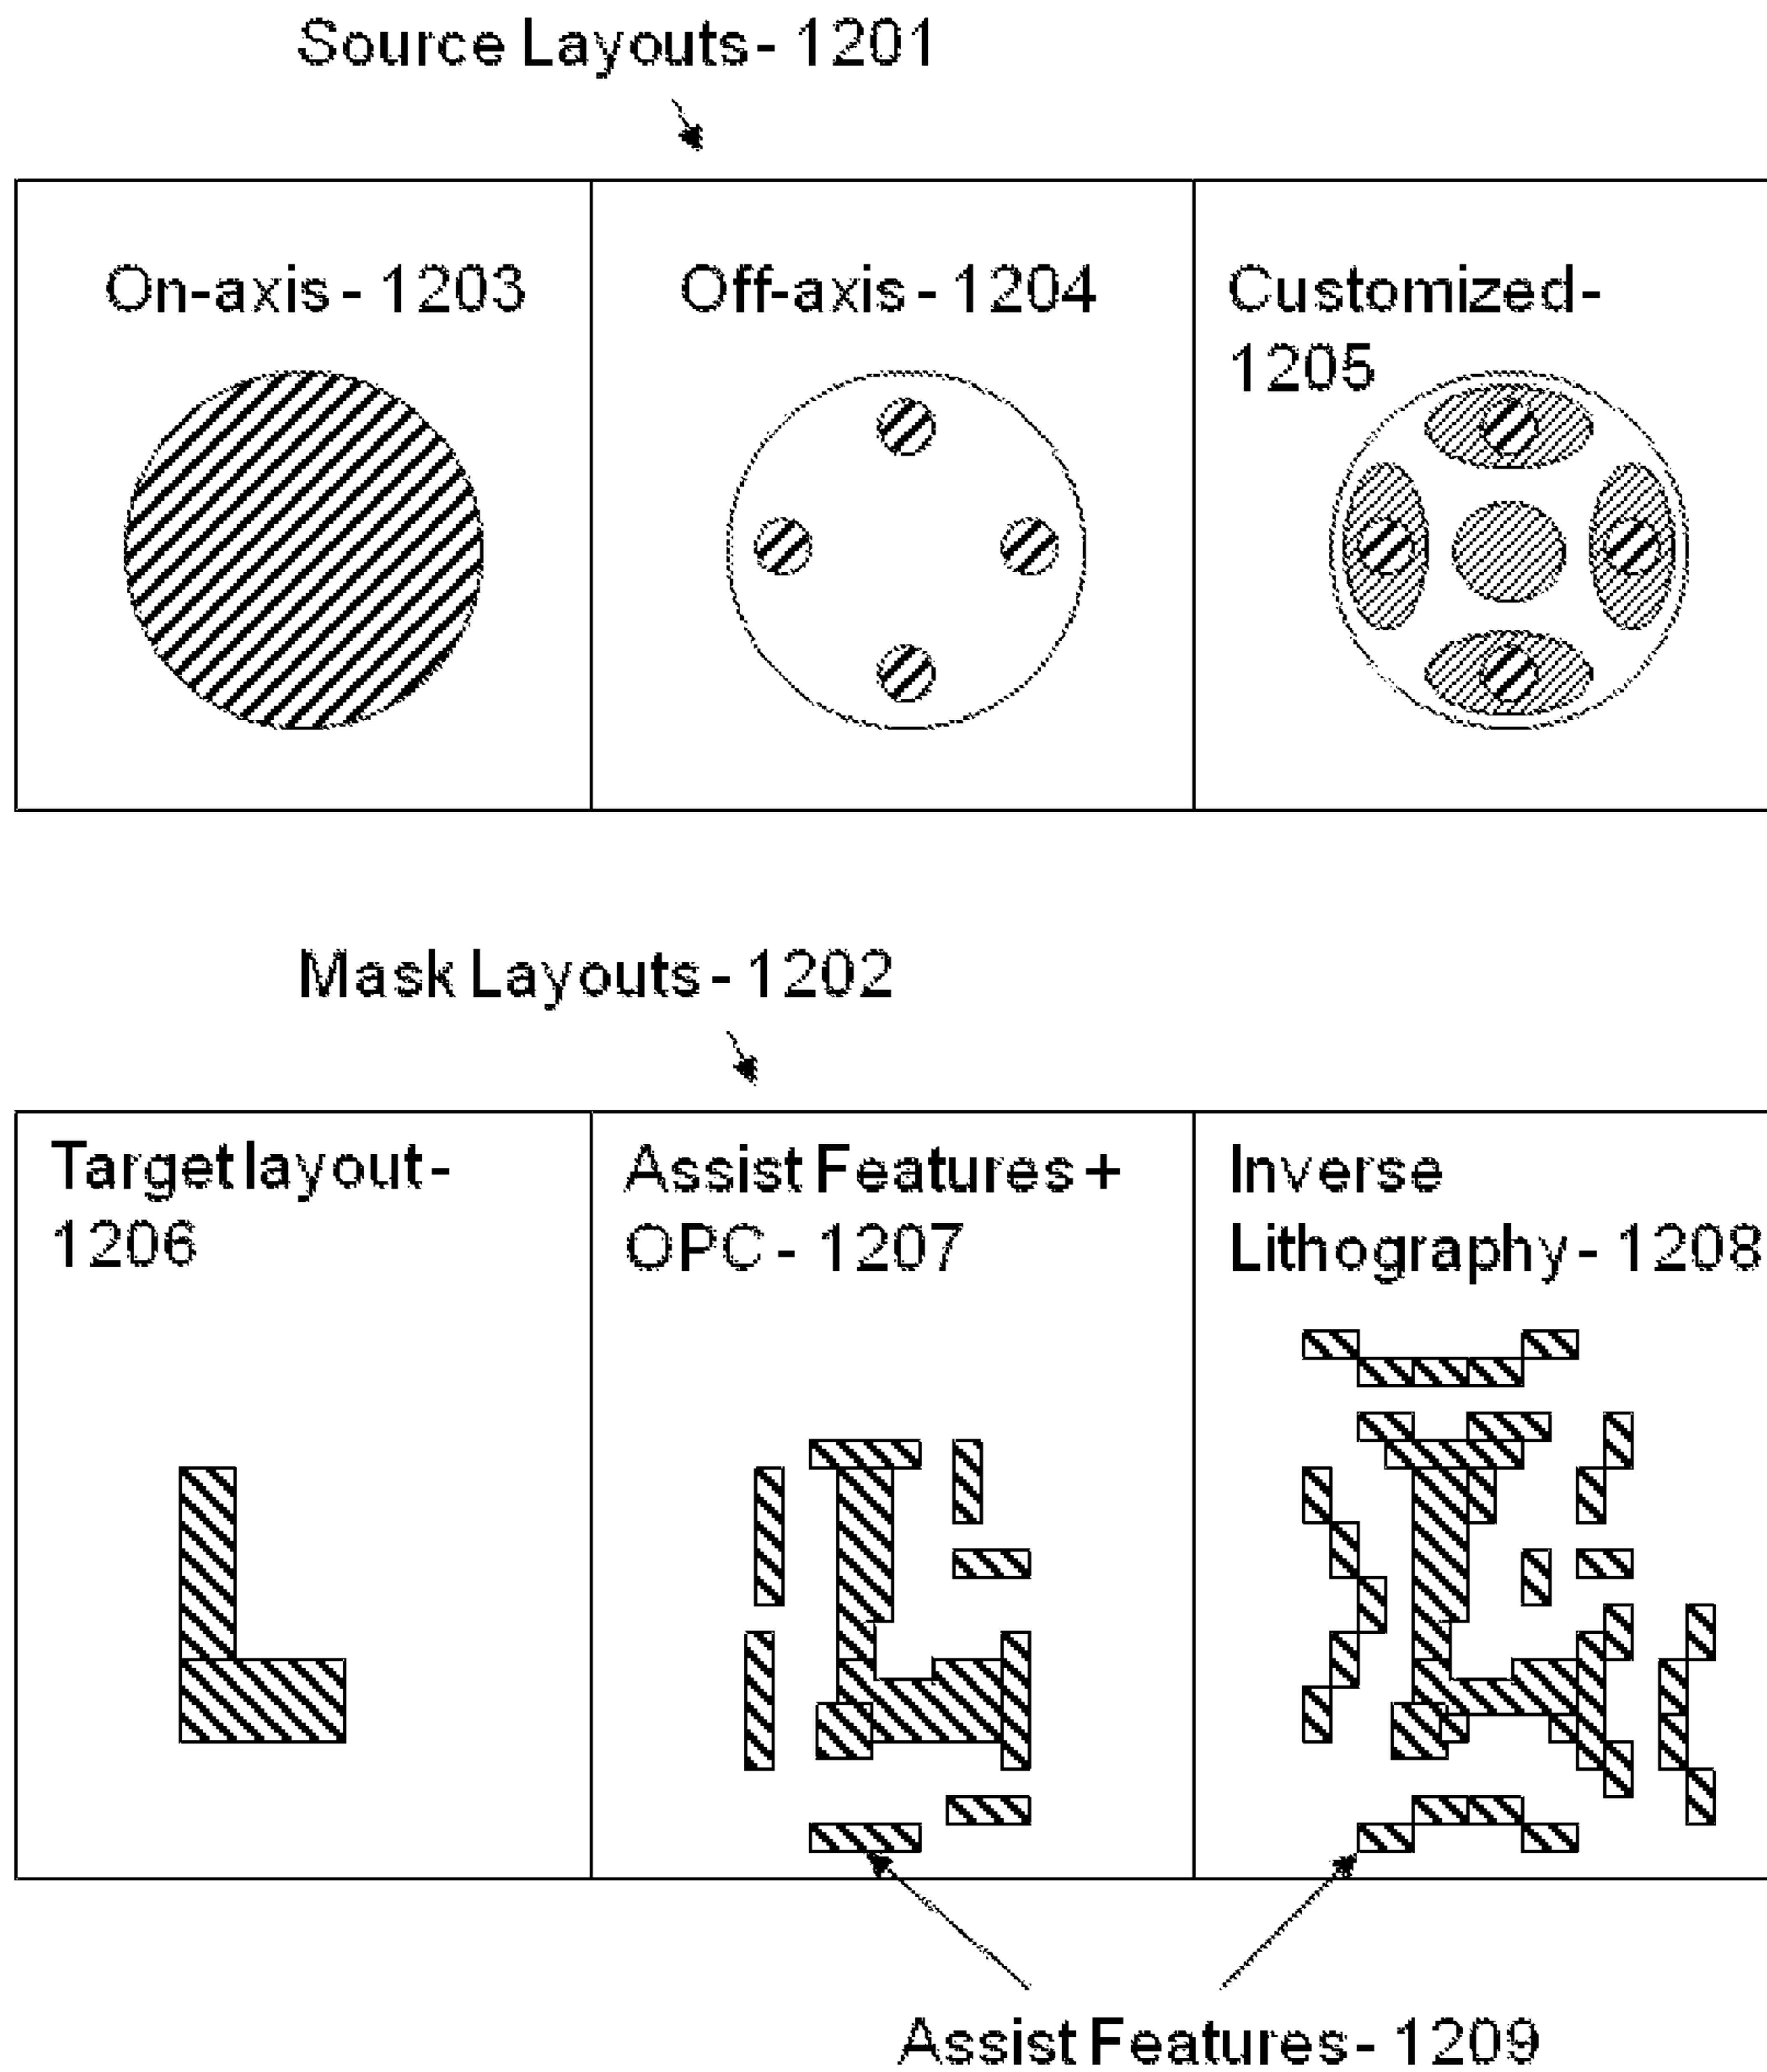 Source Layouts - 1201
On-axis - 1203
Off-axis - 1204
Customized-
1205
Mask Layouts - 1202
Target layout -
1206
Assist Features +
OPC - 1207
Inverse
Lithography - 1208
Assist Features - 1209